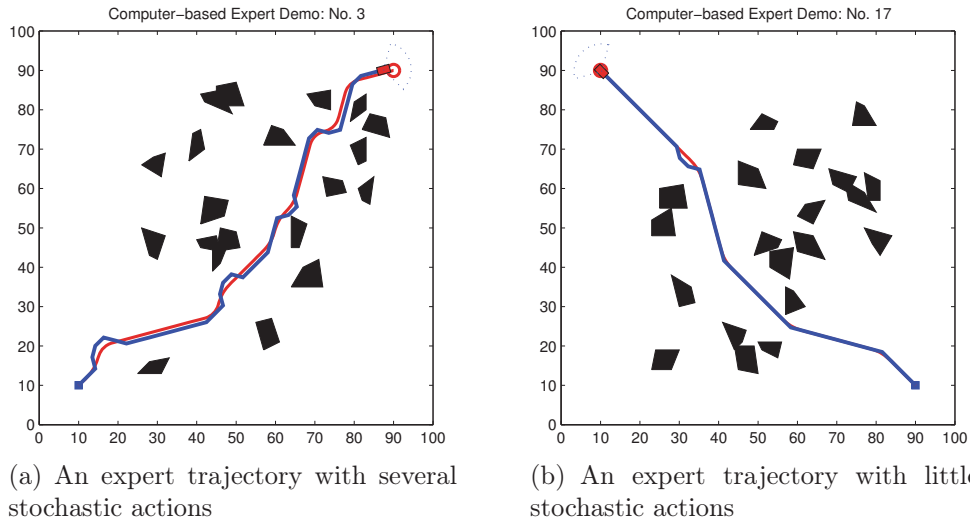 Computer-based Expert Demo: No. 3
100
90
80
70
60
50
40
30
20
10
0
0 10 20 30 40 50 60 70 80 90 100
(a) An expert trajectory with several
stochastic actions
Computer-based Expert Demo: No. 17
100
90
80
70
60
50
40
30
20
10
0
0 10 20 30 40 50 60 70 80 90 100
(b) An expert trajectory with little
stochastic actions